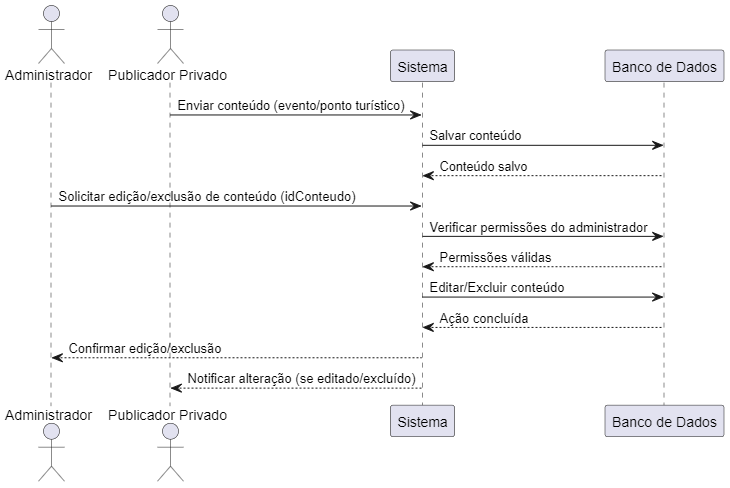 Administrador
Publicador Privado
Sistema
Banco de Dados
Enviar conteúdo (evento/ponto turístico)
Salvar conteúdo
Conteúdo salvo
Solicitar edição/exclusão de conteúdo (idConteudo)
Verificar permissões do administrador
Permissões válidas
Editar/Excluir conteúdo
Ação concluída
Confirmar edição/exclusão
Notificar alteração (se editado/excluído)
Administrador
Publicador Privado
Sistema
Banco de Dados